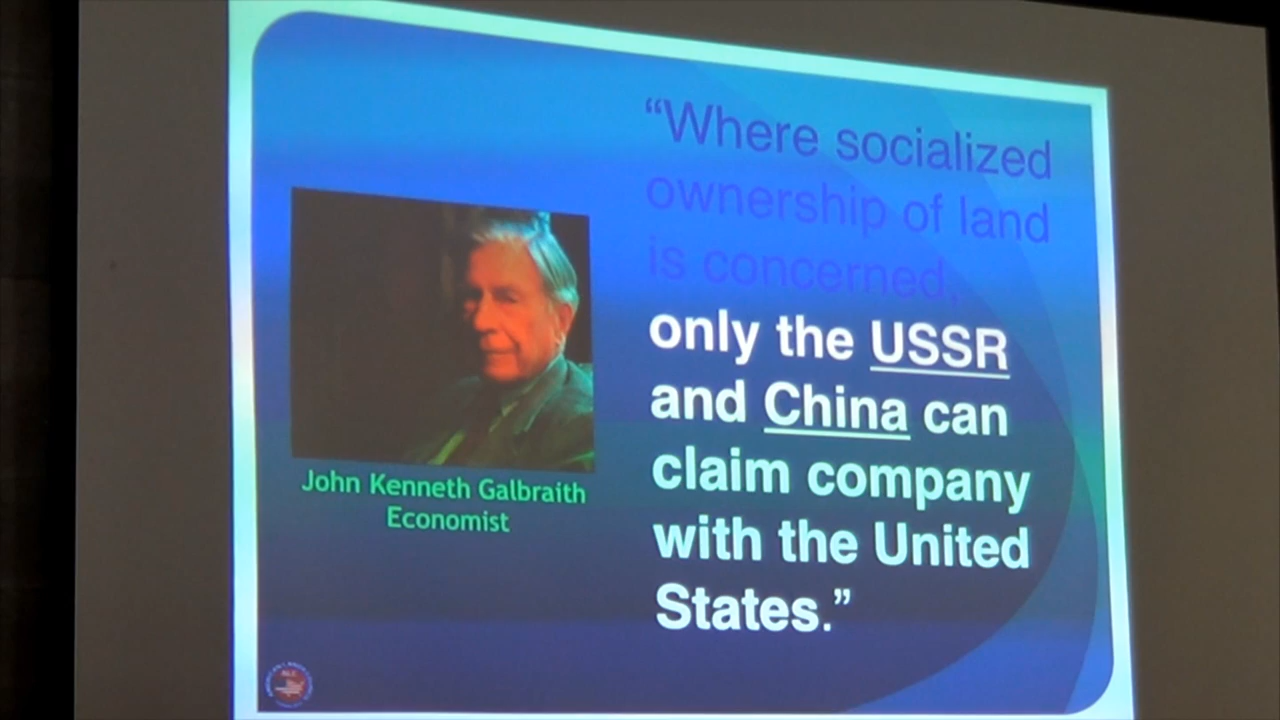 “Where socialized
ownership of land
is concerned,
only the USSR
and China can
claim company
with the United
States.”
John Kenneth Galbraith
Economist
ALC